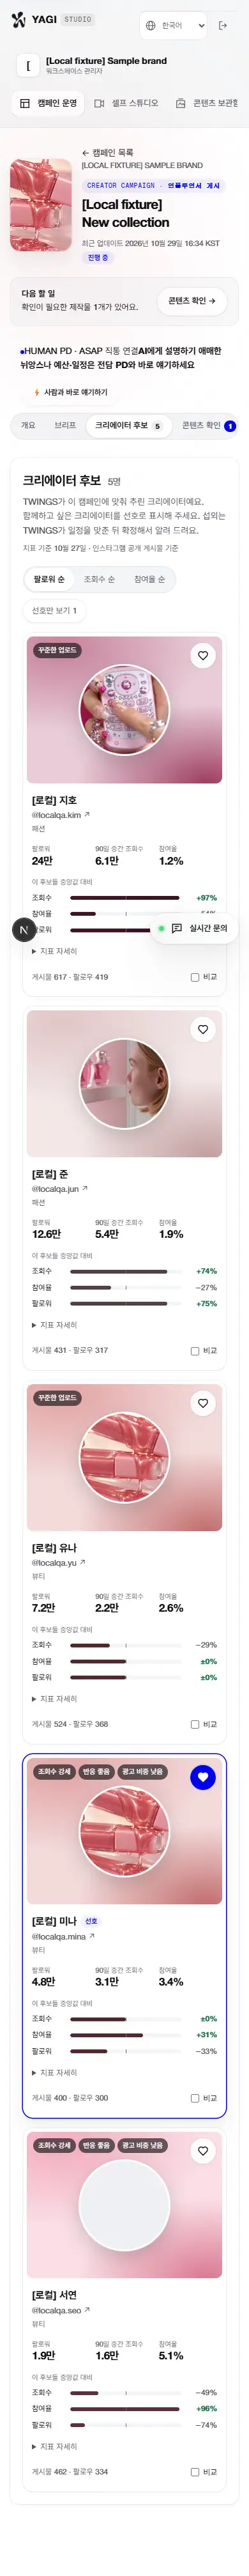 YAGI STUDIO
한국어
[
[Local fixture] Sample brand
워크스페이스 관리자
캠페인 운영
셀프 스튜디오
콘텐츠 보관함
← 캠페인 목록
[LOCAL FIXTURE] SAMPLE BRAND
CREATOR CAMPAIGN · 인플루언서 게시
[Local fixture]
New collection
최근 업데이트 2026년 10월 29일 16:34 KST
진행 중
다음 할 일
확인이 필요한 제작물 1개가 있어요.
콘텐츠 확인 →
HUMAN PD · ASAP 직통 연결AI에게 설명하기 애매한
뉘앙스나 예산·일정은 전담 PD와 바로 얘기하세요
사람과 바로 얘기하기
개요
브리프
크리에이터 후보 5
콘텐츠 확인 1
크리에이터 후보 5명
TWINGS가 이 캠페인에 맞춰 추린 크리에이터예요.
함께하고 싶은 크리에이터를 선호로 표시해 주세요. 섭외는
TWINGS가 일정을 맞춘 뒤 확정해서 알려 드려요.
지표 기준 10월 27일 · 인스타그램 공개 게시물 기준
팔로워 순
조회수 순
참여율 순
선호만 보기 1
꾸준한 업로드
[로컬] 지호
@localqa.kim ↗
패션
팔로워 90일 중간 조회수 참여율
24만 6.1만 1.2%
이 후보들 중앙값 대비
조회수 +97%
참여율
N
실시간 문의
▶ 지표 자세히
게시물 617 · 팔로우 419
비교
[로컬] 준
@localqa.jun ↗
패션
팔로워 90일 중간 조회수 참여율
12.6만 5.4만 1.9%
이 후보들 중앙값 대비
조회수 +74%
참여율 −27%
팔로워 +75%
▶ 지표 자세히
게시물 431 · 팔로우 317
비교
꾸준한 업로드
[로컬] 유나
@localqa.yu ↗
뷰티
팔로워 90일 중간 조회수 참여율
7.2만 2.2만 2.6%
이 후보들 중앙값 대비
조회수 −29%
참여율 ±0%
팔로워 ±0%
▶ 지표 자세히
게시물 524 · 팔로우 368
비교
조회수 강세 반응 좋음 광고 비중 낮음
[로컬] 미나 선호
@localqa.mina ↗
뷰티
팔로워 90일 중간 조회수 참여율
4.8만 3.1만 3.4%
이 후보들 중앙값 대비
조회수 ±0%
참여율 +31%
팔로워 −33%
▶ 지표 자세히
게시물 400 · 팔로우 300
비교
조회수 강세 반응 좋음 광고 비중 낮음
[로컬] 서연
@localqa.seo ↗
뷰티
팔로워 90일 중간 조회수 참여율
1.9만 1.6만 5.1%
이 후보들 중앙값 대비
조회수 −49%
참여율 +96%
팔로워 −74%
▶ 지표 자세히
게시물 462 · 팔로우 334
비교